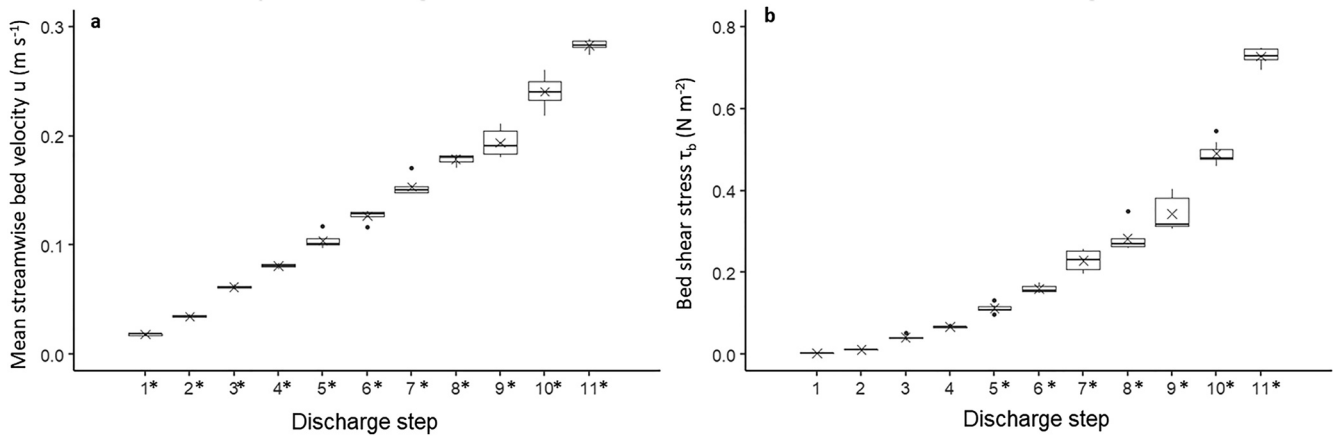 a
Mean streamwise bed velocity u (m s⁻¹)
0.3
0.2
0.1
0.0
1* 2* 3* 4* 5* 6* 7* 8* 9* 10* 11*
Discharge step
b
Bed shear stress τb (N m⁻²)
0.8
0.6
0.4
0.2
0.0
1 2 3 4 5* 6* 7* 8* 9* 10* 11*
Discharge step